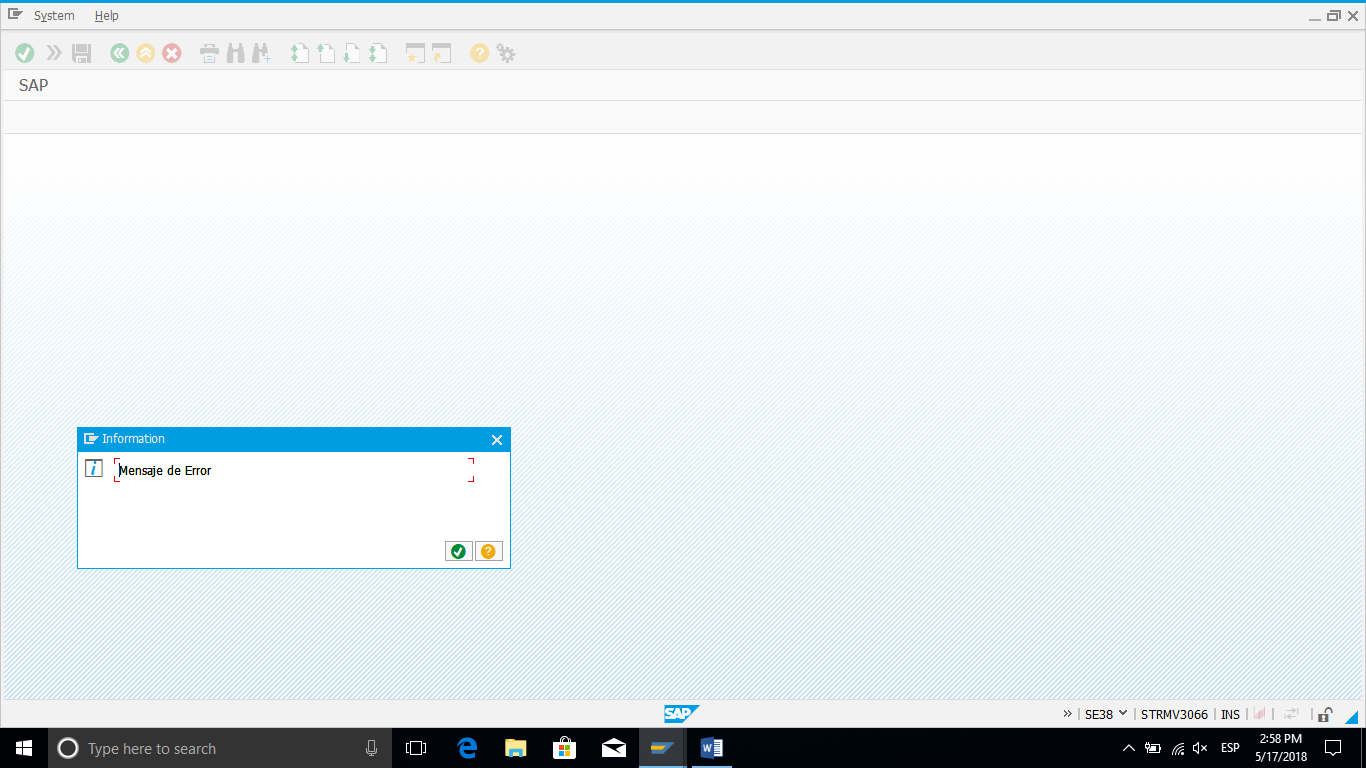 System Help
SAP
Information
Mensaje de Error
SAP
SE38 STRMV3066 INS
Type here to search
ESP
2:58 PM
5/17/2018